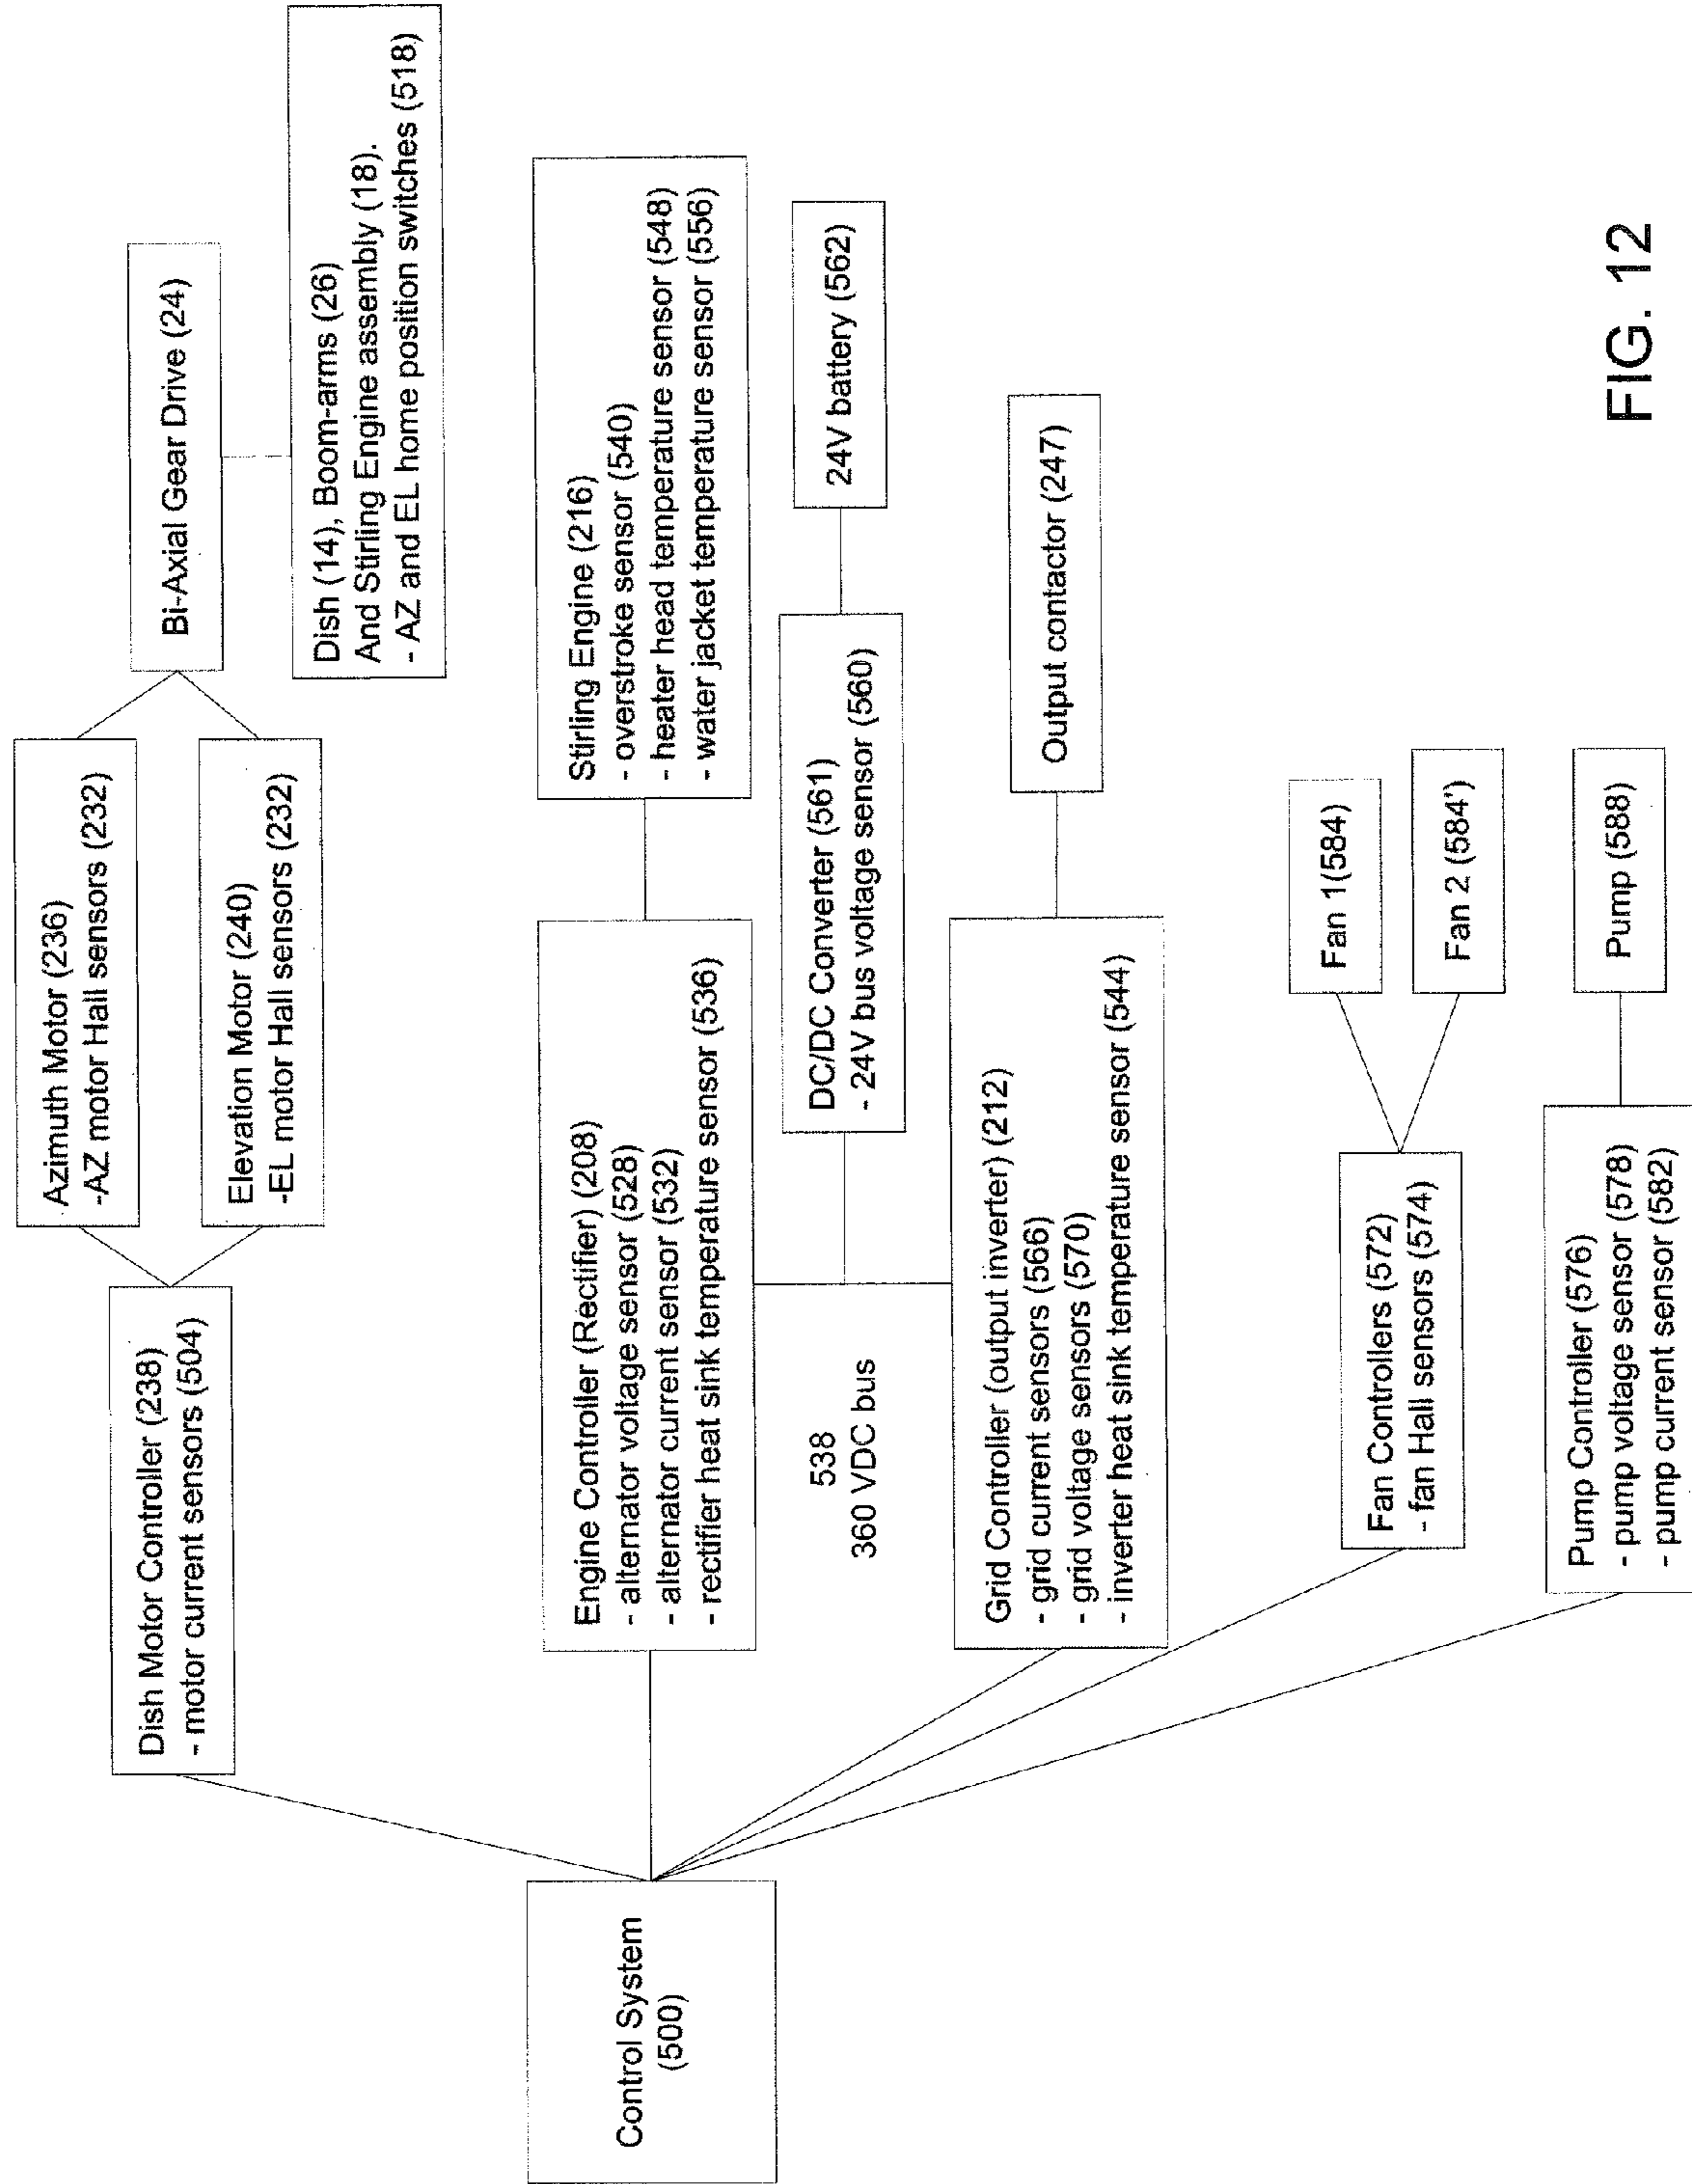 Control System
(500)
Dish Motor Controller (238)
- motor current sensors (504)
Azimuth Motor (236)
-AZ motor Hall sensors (232)
Elevation Motor (240)
-EL motor Hall sensors (232)
Bi-Axial Gear Drive (24)
Dish (14), Boom-arms (26)
And Stirling Engine assembly (18).
- AZ and EL home position switches (518)
Engine Controller (Rectifier) (208)
- alternator voltage sensor (528)
- alternator current sensor (532)
- rectifier heat sink temperature sensor (536)
Stirling Engine (216)
- overstroke sensor (540)
- heater head temperature sensor (548)
- water jacket temperature sensor (556)
538
360 VDC bus
DC/DC Converter (561)
- 24V bus voltage sensor (560)
24V battery (562)
Grid Controller (output inverter) (212)
- grid current sensors (566)
- grid voltage sensors (570)
- inverter heat sink temperature sensor (544)
Output contactor (247)
Fan Controllers (572)
- fan Hall sensors (574)
Fan 1(584)
Fan 2 (584')
Pump Controller (576)
- pump voltage sensor (578)
- pump current sensor (582)
Pump (588)
FIG. 12